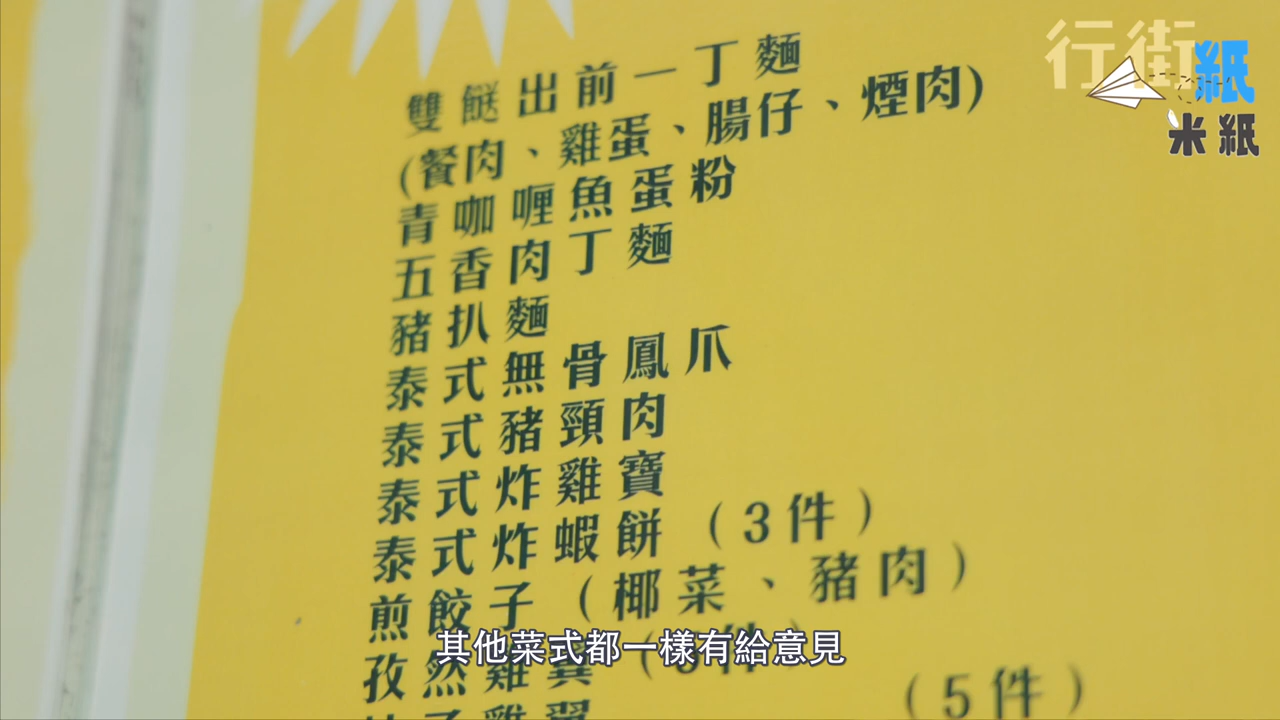 行街紙
米紙
雙餸出前一丁麵
(餐肉、雞蛋、腸仔、煙肉)
青咖喱魚蛋粉
五香肉丁麵
豬扒麵
泰式無骨鳳爪
泰式豬頸肉
泰式炸雞寶
泰式炸蝦餅(3件)
煎餃子(椰菜、豬肉)
孜然雞翼
(5件)
其他菜式都一樣有給意見